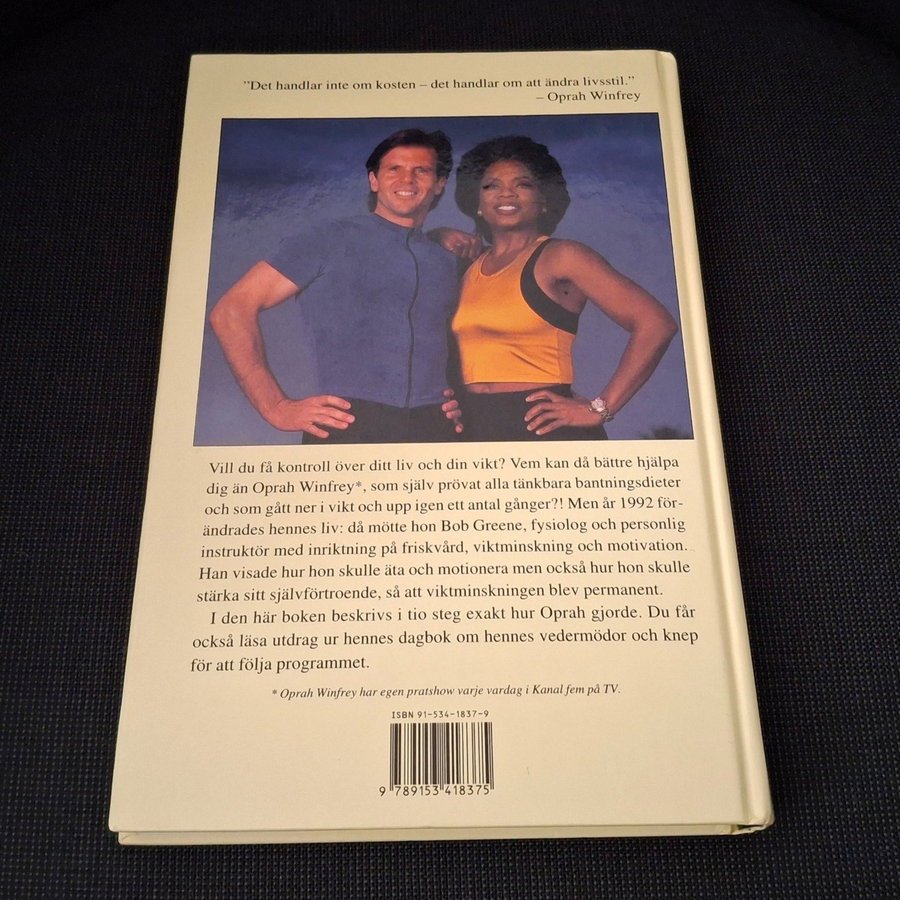 ”Det handlar inte om kosten – det handlar om att ändra livsstil.”
– Oprah Winfrey
Vill du få kontroll över ditt liv och din vikt? Vem kan då bättre hjälpa
dig än Oprah Winfrey*, som själv prövat alla tänkbara bantningsdieter
och som gått ner i vikt och upp igen ett antal gånger?! Men år 1992 för-
ändrades hennes liv: då mötte hon Bob Greene, fysiolog och personlig
instruktör med inriktning på friskvård, viktminskning och motivation.
Han visade hur hon skulle äta och motionera men också hur hon skulle
stärka sitt självförtroende, så att viktminskningen blev permanent.
I den här boken beskrivs i tio steg exakt hur Oprah gjorde. Du får
också läsa utdrag ur hennes dagbok om hennes vedermödor och knep
för att följa programmet.
* Oprah Winfrey har egen pratshow varje vardag i Kanal fem på TV.
ISBN 91-534-1837-9
9 789153 418375